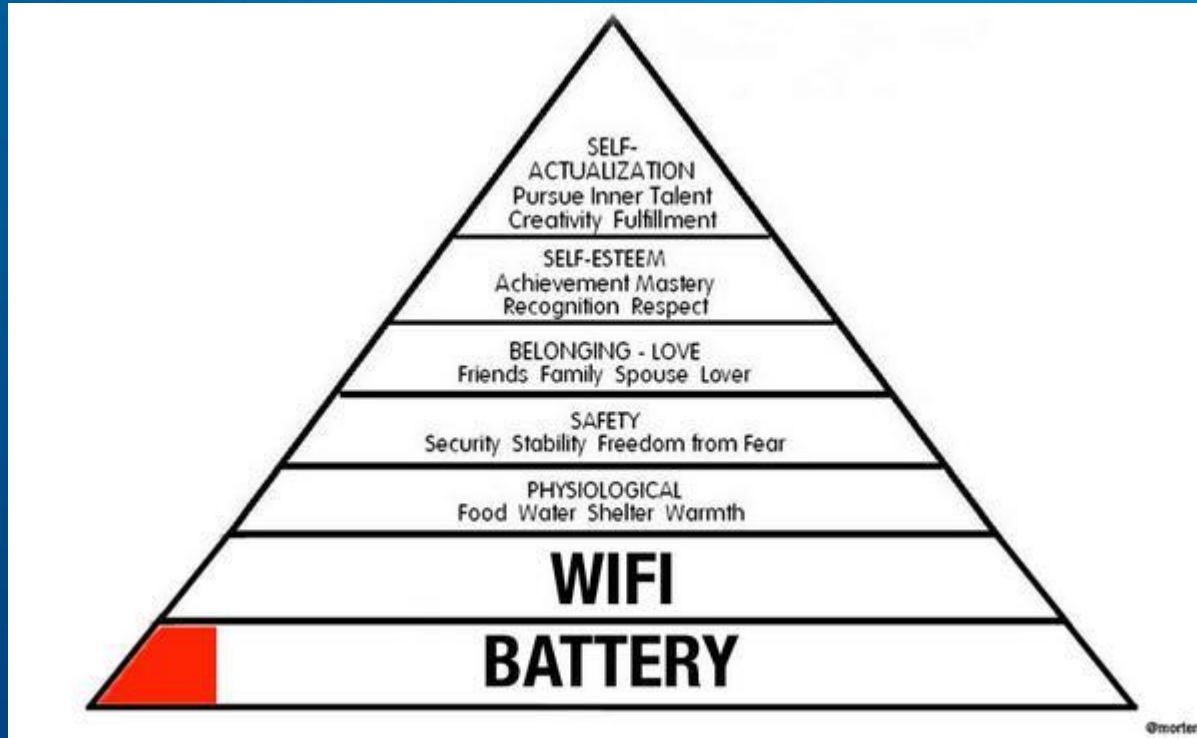 SELF-
ACTUALIZATION
Pursue Inner Talent
Creativity Fulfillment
SELF-ESTEEM
Achievement Mastery
Recognition Respect
BELONGING - LOVE
Friends Family Spouse Lover
SAFETY
Security Stability Freedom from Fear
PHYSIOLOGICAL
Food Water Shelter Warmth
WIFI
BATTERY
@morten